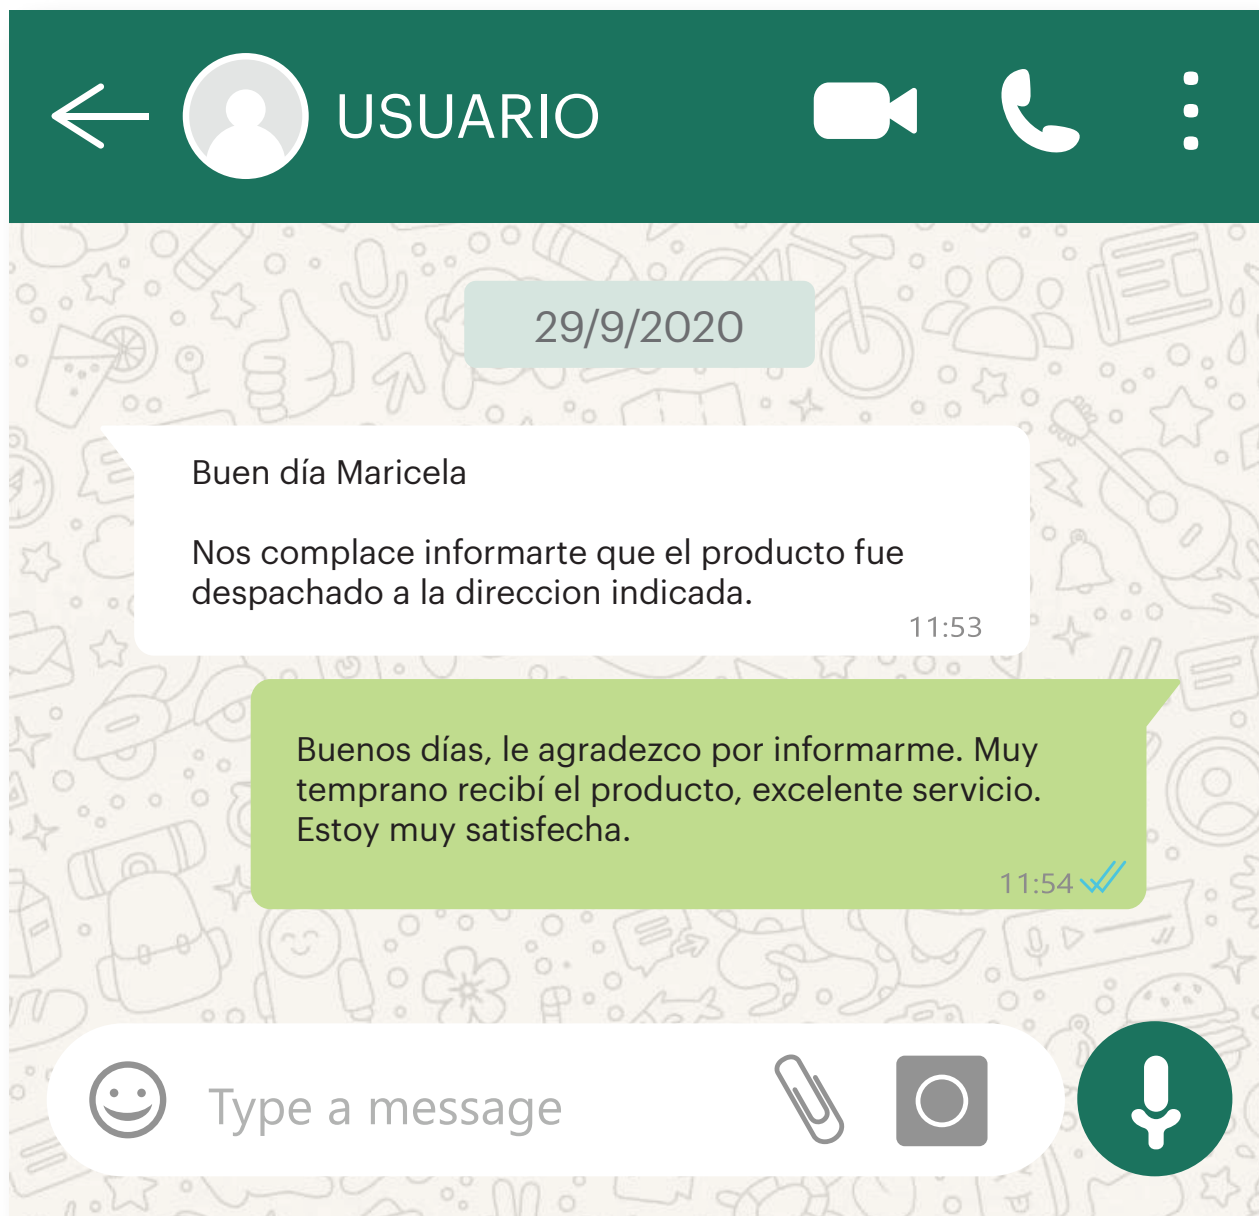 USUARIO
29/9/2020
Buen día Maricela
Nos complace informarte que el producto fue
despachado a la direccion indicada.
11:53
Buenos días, le agradezco por informarme. Muy
temprano recibí el producto, excelente servicio.
Estoy muy satisfecha.
11:54
Type a message